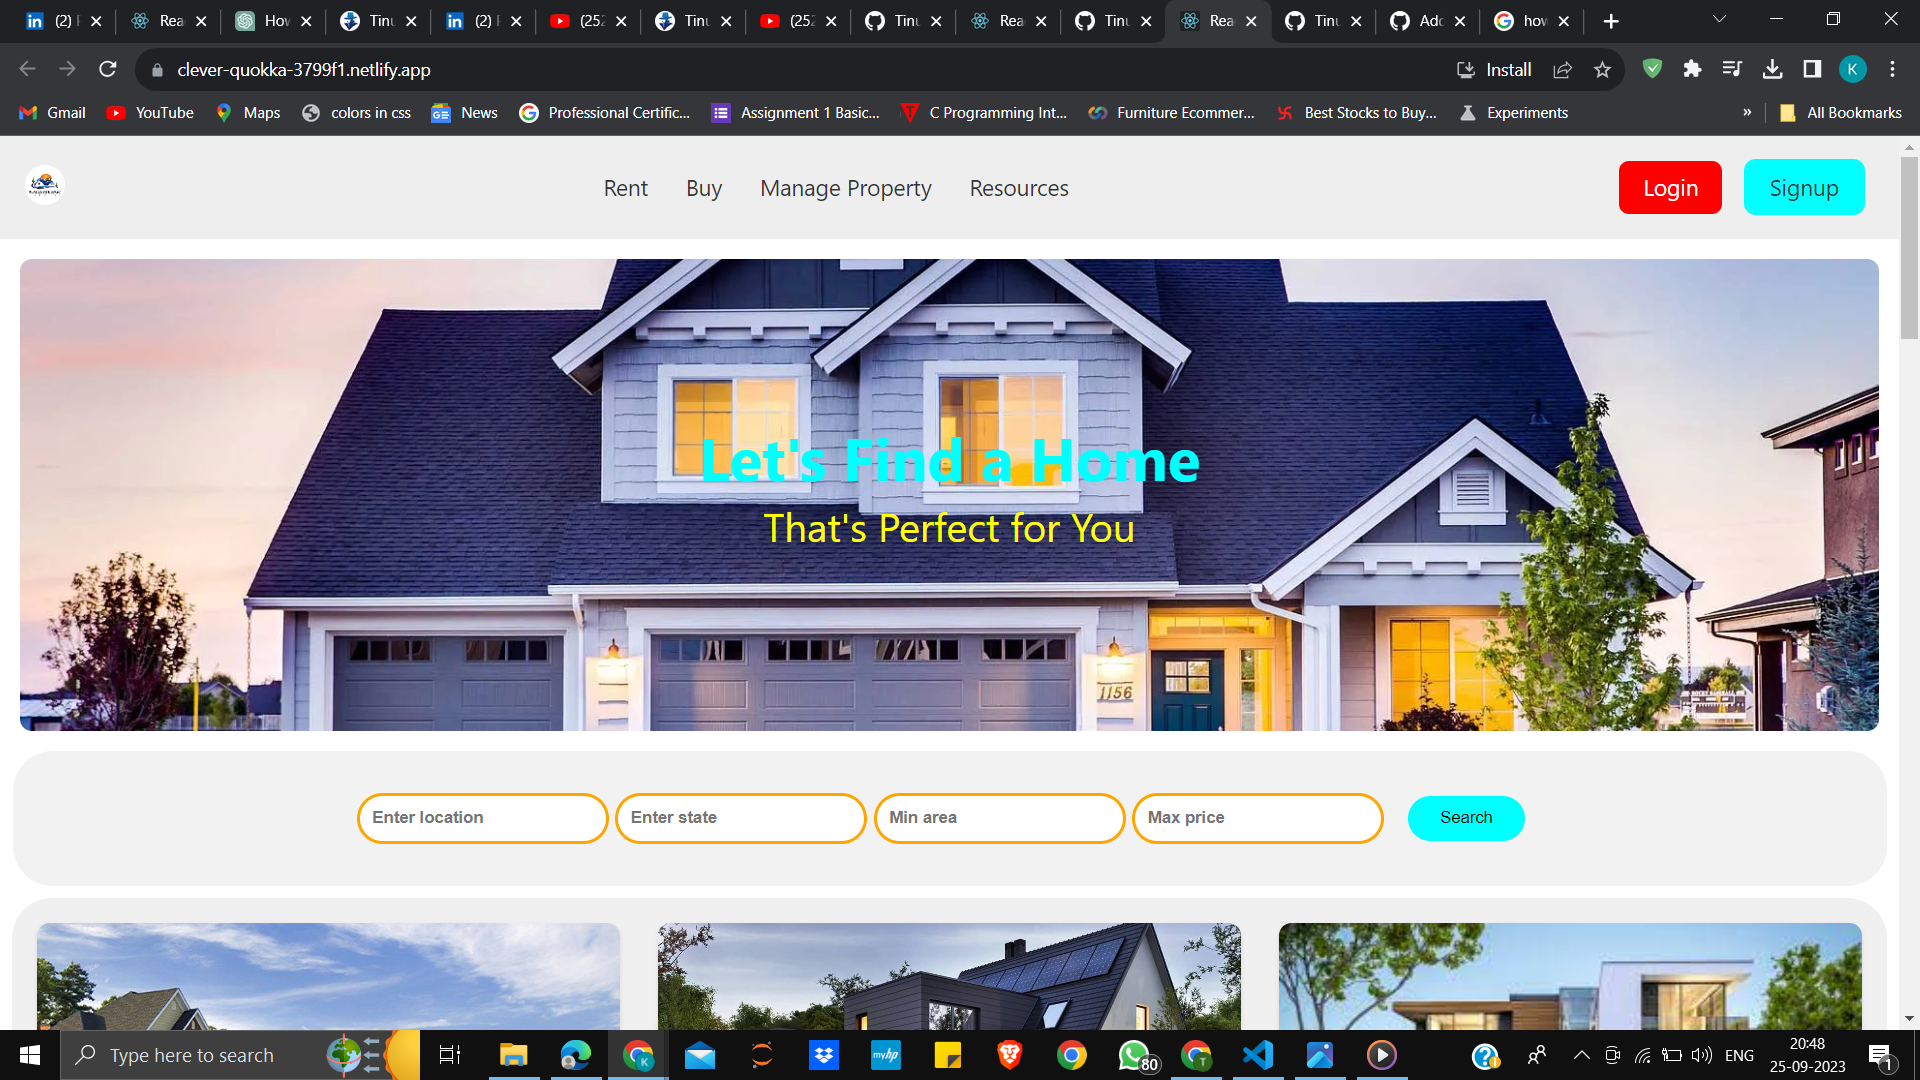 (2) F
Rea
How
Tinu
(2) F
(252
Tinu
(252
Tinu
Rea
Tinu
Rea
Tinu
Adc
how
clever-quokka-3799f1.netlify.app
Install
K
Gmail
YouTube
Maps
colors in css
News
Professional Certific...
Assignment 1 Basic...
C Programming Int...
Furniture Ecommer...
Best Stocks to Buy...
Experiments
»
All Bookmarks
Rent
Buy
Manage Property
Resources
Login
Signup
Let's Find a Home
That's Perfect for You
1156
Enter location
Enter state
Min area
Max price
Search
Type here to search
K
myhp
80
T
ENG
20:48
25-09-2023
1